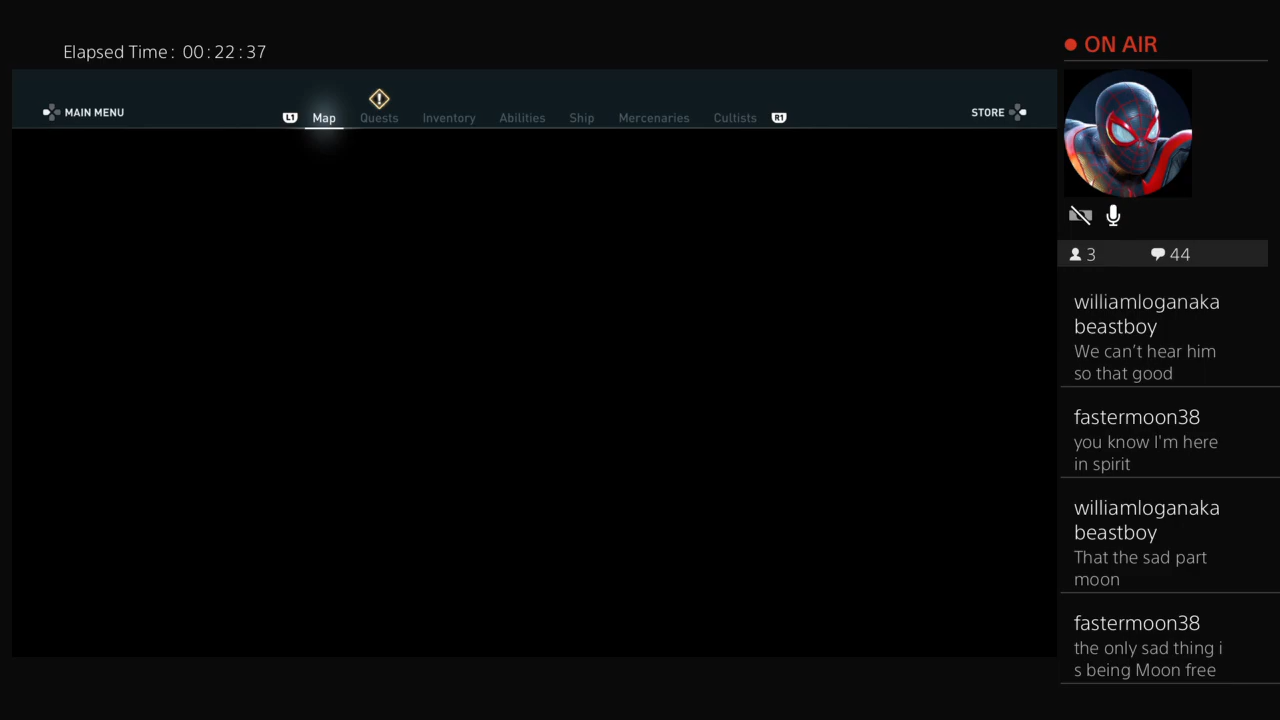 Elapsed Time: 00:22:37
ON AIR
MAIN MENU
L1 Map Quests Inventory Abilities Ship Mercenaries Cultists R1
STORE
3 44
williamloganaka
beastboy
We can't hear him
so that good
fastermoon38
you know I'm here
in spirit
williamloganaka
beastboy
That the sad part
moon
fastermoon38
the only sad thing i
s being Moon free